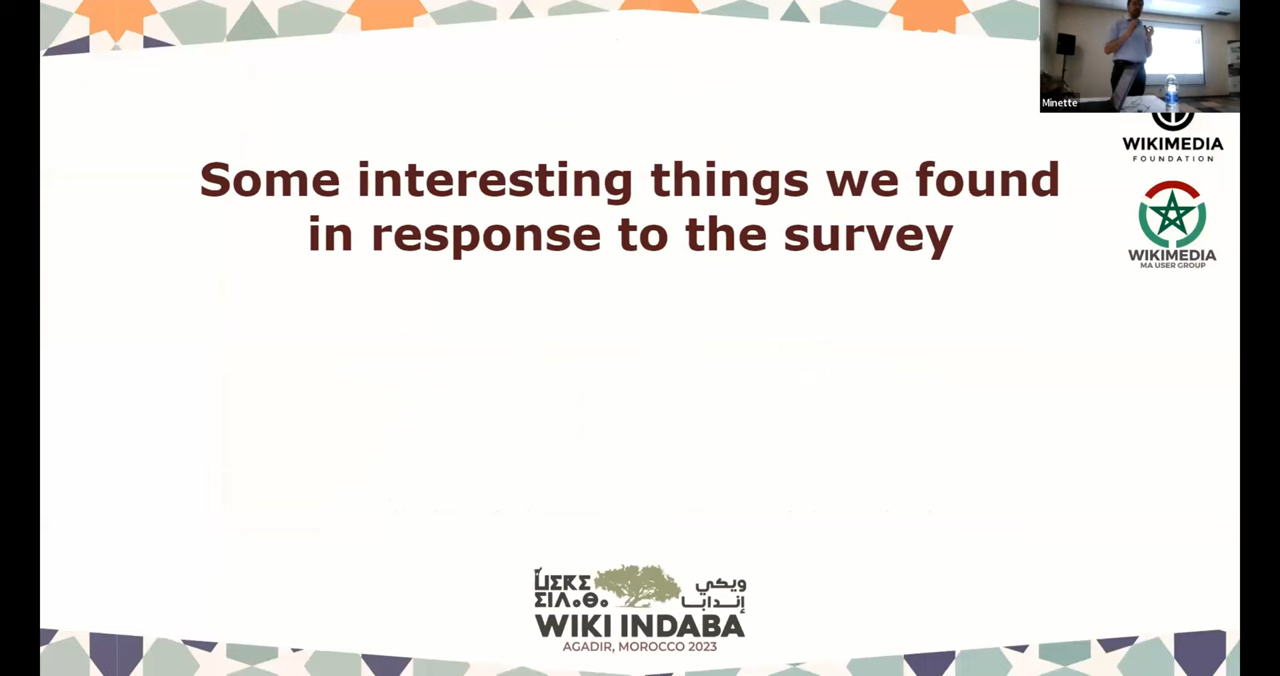 Minette
WIKIMEDIA
FOUNDATION
Some interesting things we found
in response to the survey
WIKIMEDIA
MA USER GROUP
ⵡⵉⴽⵉ ويكي
ⵉⵏⴷⴰⴱⴰ إندابا
WIKI INDABA
AGADIR, MOROCCO 2023